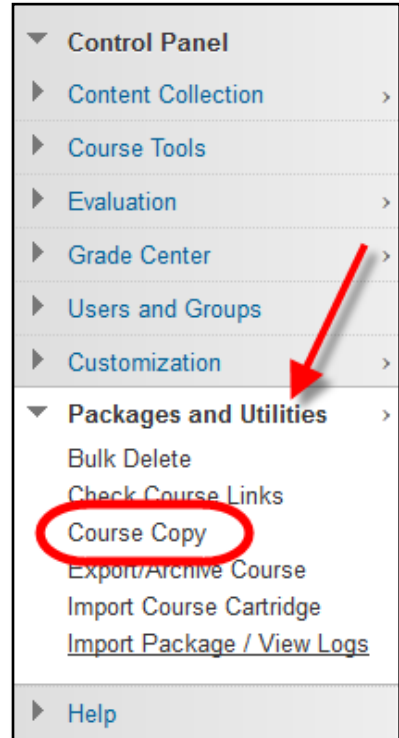 Control Panel
Content Collection
Course Tools
Evaluation
Grade Center
Users and Groups
Customization
Packages and Utilities
Bulk Delete
Check Course Links
Course Copy
Export/Archive Course
Import Course Cartridge
Import Package / View Logs
Help